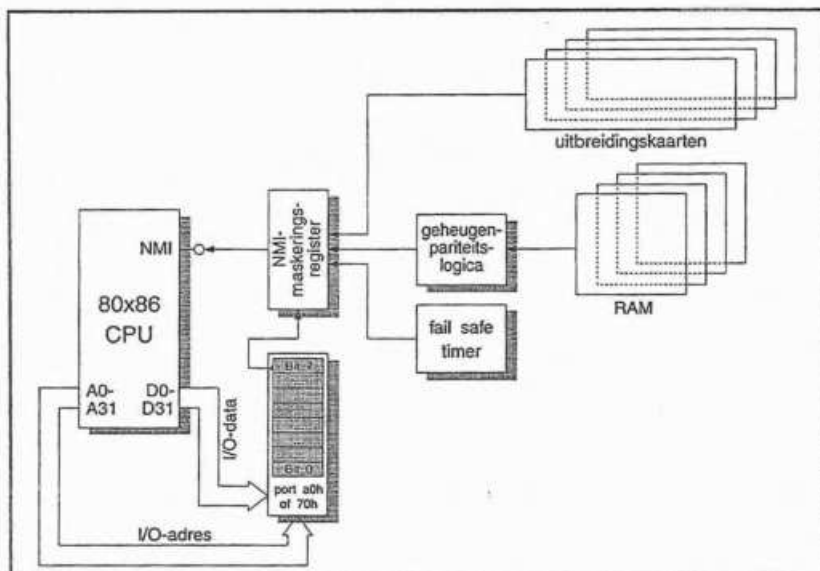 uitbreidingskaarten
NMI
80x86
CPU
A0-
A31
D0-
D31
NMI-
maskerings-
register
geheugen-
pariteits-
logica
RAM
fail safe
timer
I/O-data
Bit 7
Bit 0
port a0h
of 70h
I/O-adres